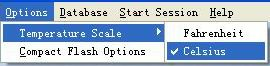 Options Database Start Session Help
Temperature Scale Fahrenheit
Compact Flash Options Celsius